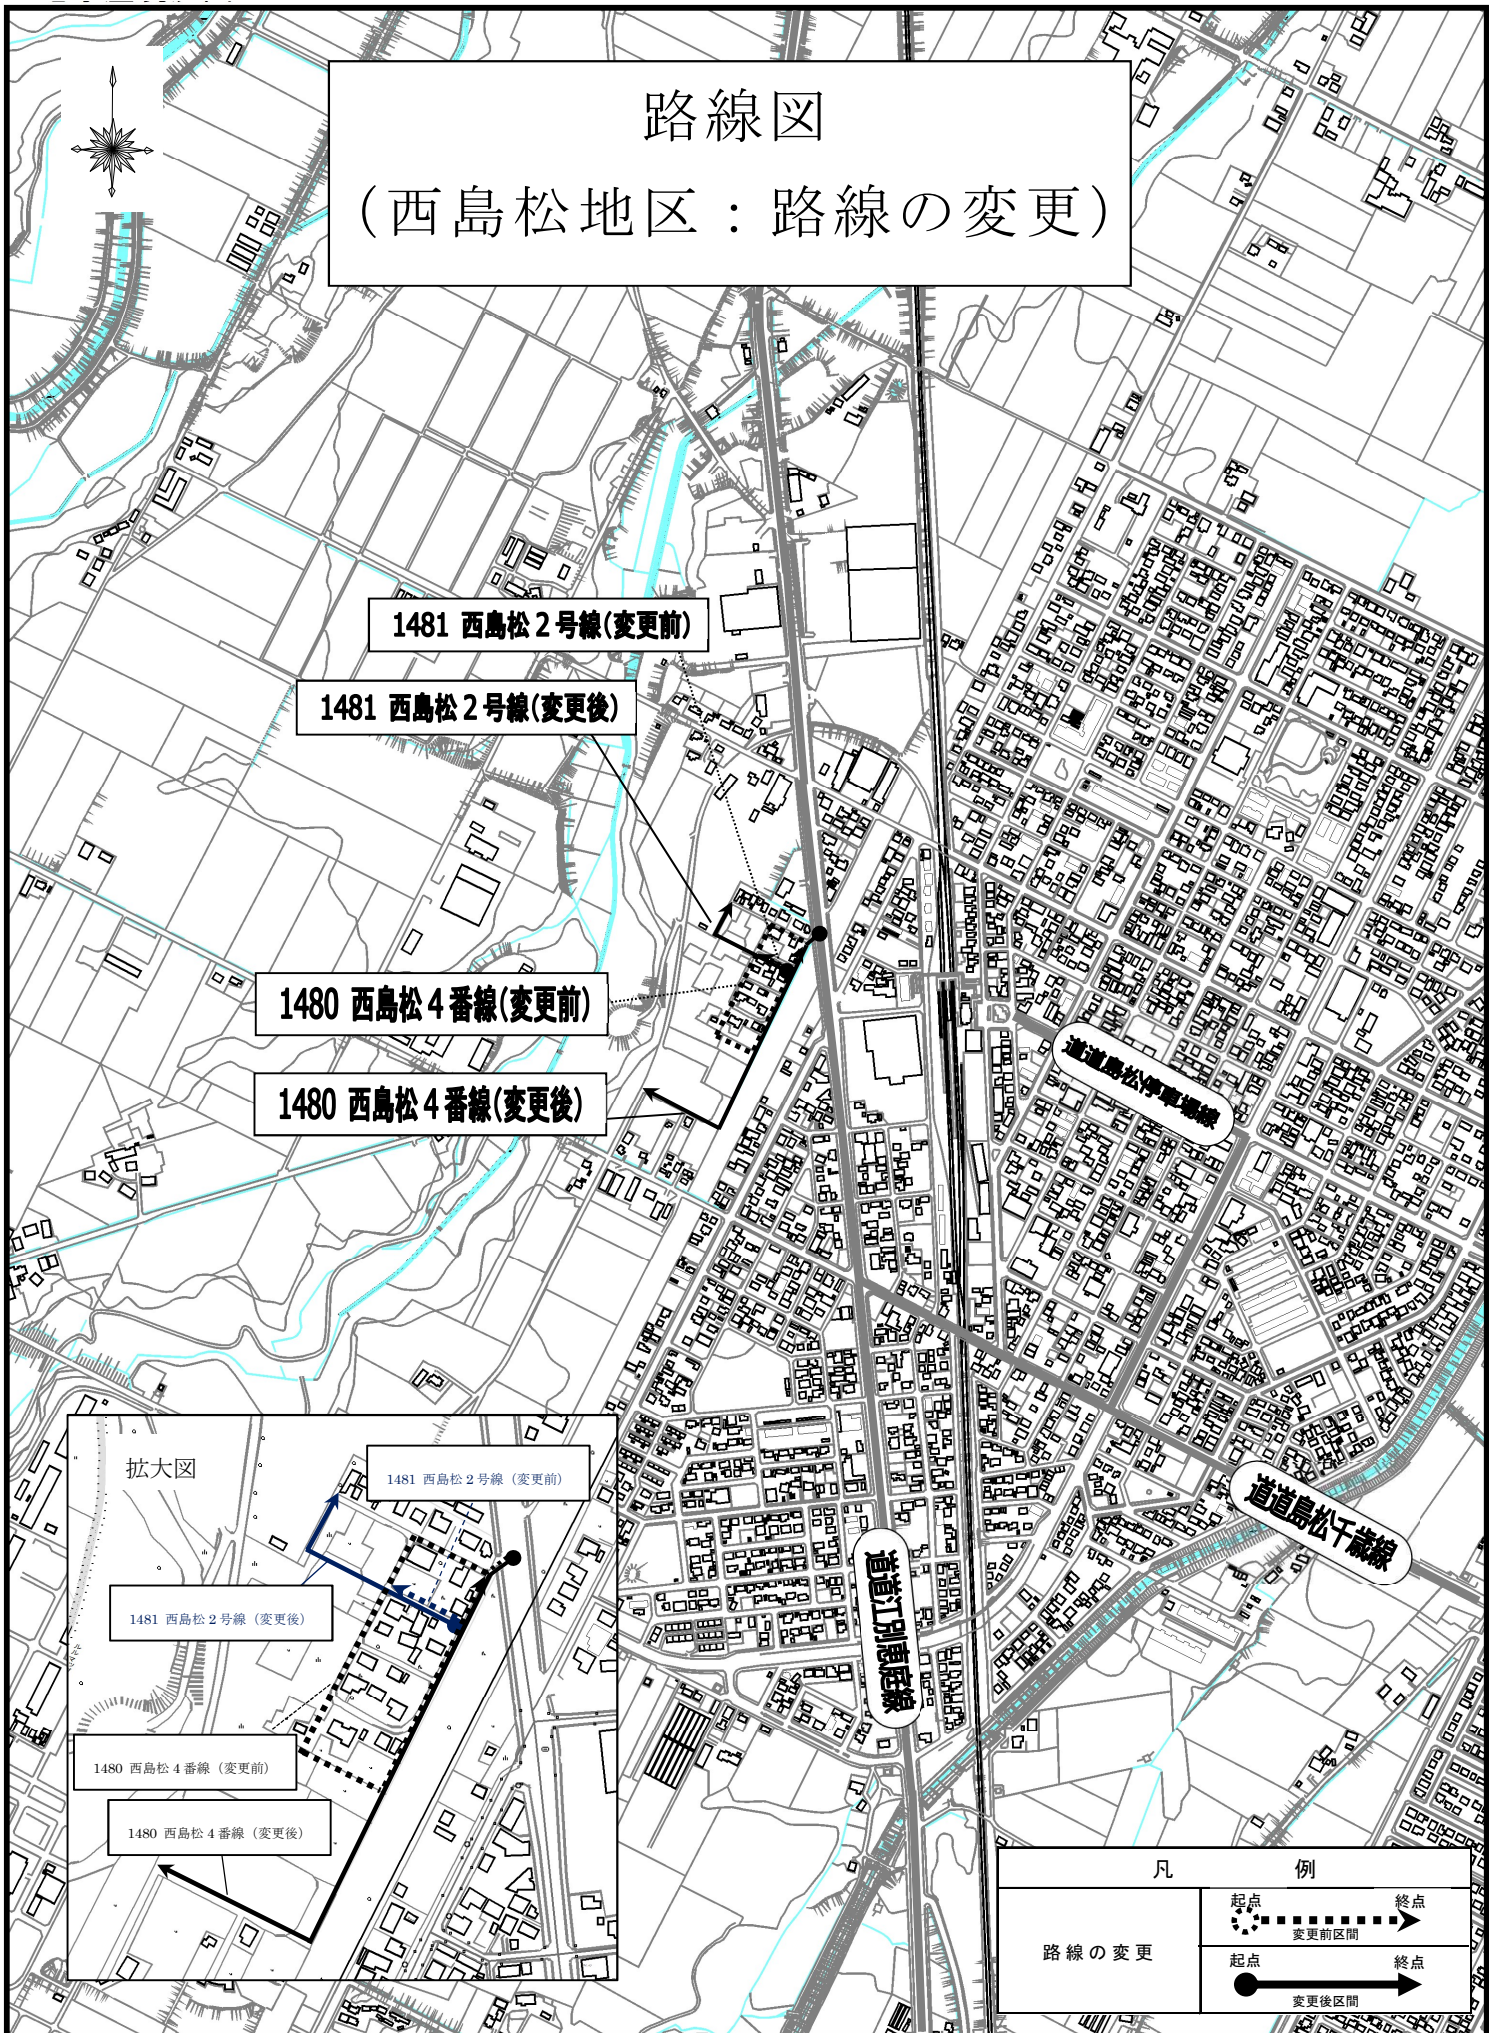 路線図
（西島松地区：路線の変更）
1481 西島松２号線(変更前)
1481 西島松２号線(変更後)
1480 西島松４番線(変更前)
1480 西島松４番線(変更後)
道道島松停車場線
道道島松千歳線
道道江別恵庭線
拡大図
1481 西島松２号線（変更前）
1481 西島松２号線（変更後）
1480 西島松４番線（変更前）
1480 西島松４番線（変更後）
凡 例
路線の変更
起点 終点
変更前区間
起点 終点
変更後区間